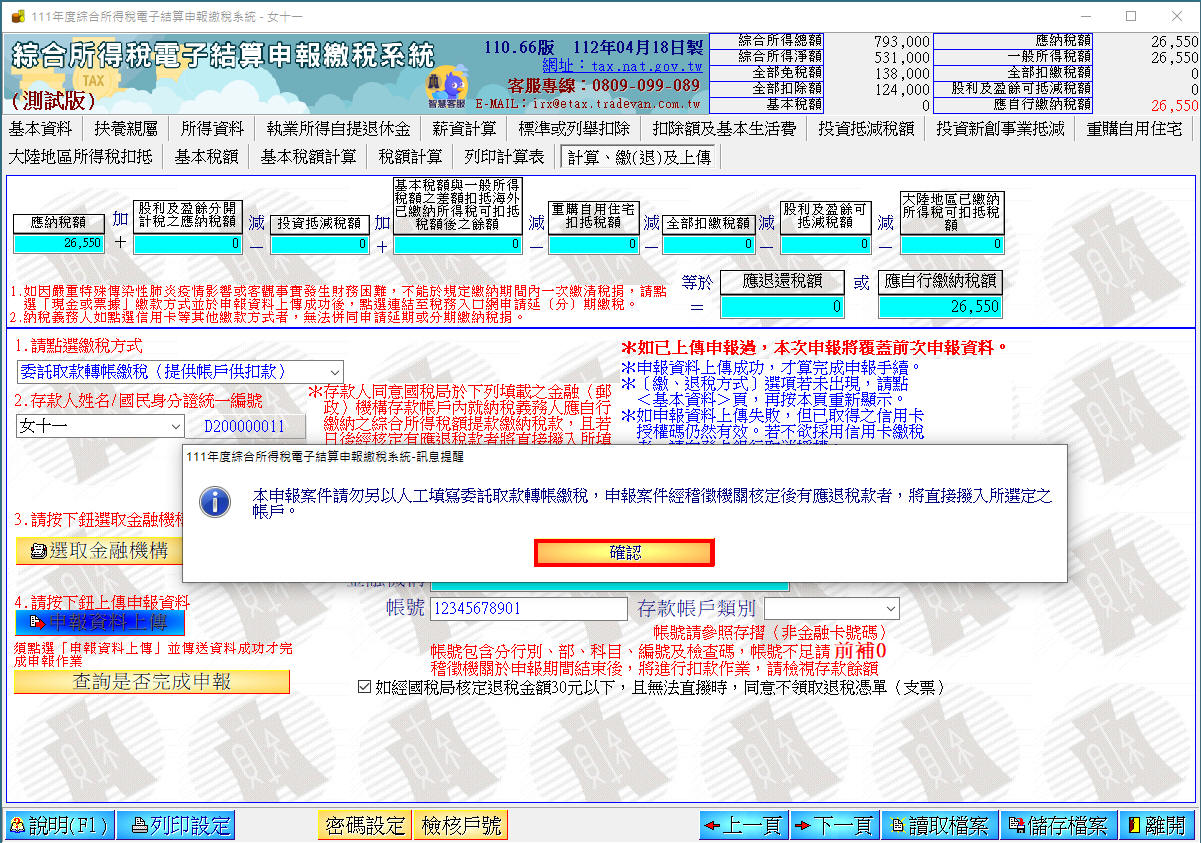 111年度綜合所得稅電子結算申報繳稅系統 - 女十一
綜合所得稅電子結算申報繳稅系統
(測試版)
TAX
智慧客服
110.66版 112年04月18日製
網址：tax.nat.gov.tw
客服專線：0809-099-089
E-MAIL：irx@etax.tradevan.com.tw
綜合所得總額 793,000
綜合所得淨額 531,000
全部免稅額 138,000
全部扣除額 124,000
基本稅額 0
應納稅額 26,550
一般所得稅額 26,550
全部扣繳稅額 0
股利及盈餘可抵減稅額 0
應自行繳納稅額 26,550
基本資料 扶養親屬 所得資料 執業所得自提退休金 薪資計算 標準或列舉扣除 扣除額及基本生活費 投資抵減稅額 投資新創事業抵減 重購自用住宅
大陸地區所得稅扣抵 基本稅額 基本稅額計算 稅額計算 列印計算表 計算、繳(退)及上傳
應納稅額
26,550
加
＋
股利及盈餘分開
計稅之應納稅額
0
減
－
投資抵減稅額
0
加
＋
基本稅額與一般所得
稅額之差額扣抵海外
已繳納所得稅可扣抵
稅額後之餘額
0
減
－
重購自用住宅
扣抵稅額
0
減
－
全部扣繳稅額
0
減
－
股利及盈餘可
抵減稅額
0
減
－
大陸地區已繳納
所得稅可扣抵稅
額
0
等於
＝
應退還稅額
0
或
應自行繳納稅額
26,550
1.如因嚴重特殊傳染性肺炎疫情影響或客觀事實發生財務困難，不能於規定繳納期間內一次繳清稅捐，請點
選「現金或票據」繳款方式並於申報資料上傳成功後，點選連結至稅務入口網申請延（分）期繳稅。
2.納稅義務人如點選信用卡等其他繳款方式者，無法併同申請延期或分期繳納稅捐。
1.請點選繳稅方式
委託取款轉帳繳稅（提供帳戶供扣款）
2.存款人姓名/國民身分證統一編號
女十一 D200000011
＊存款人同意國稅局於下列填載之金融（郵
政）機構存款帳戶內就納稅義務人應自行
繳納之綜合所得稅額提款繳納稅款，且若
日後經核定有應退稅款者將直接撥入所填
＊如已上傳申報過，本次申報將覆蓋前次申報資料。
＊申報資料上傳成功，才算完成申報手續。
＊〔繳、退稅方式〕選項若未出現，請點
＜基本資料＞頁，再按本頁重新顯示。
＊如申報資料上傳失敗，但已取得之信用卡
授權碼仍然有效。若不欲採用信用卡繳稅
111年度綜合所得稅電子結算申報繳稅系統-訊息提醒
本申報案件請勿另以人工填寫委託取款轉帳繳稅，申報案件經稽徵機關核定後有應退稅款者，將直接撥入所選定之
帳戶。
確認
3.請按下鈕選取金融機構
選取金融機構
4.請按下鈕上傳申報資料
申報資料上傳
須點選「申報資料上傳」並傳送資料成功才完
成申報作業
查詢是否完成申報
金融機構
帳號 12345678901 存款帳戶類別
帳號請參照存摺（非金融卡號碼）
帳號包含分行別、部、科目、編號及檢查碼，帳號不足請 前補0
稽徵機關於申報期間結束後，將進行扣款作業，請檢視存款餘額
如經國稅局核定退稅金額30元以下，且無法直撥時，同意不領取退稅憑單（支票）
說明(F1) 列印設定 密碼設定 檢核戶號 上一頁 下一頁 讀取檔案 儲存檔案 離開